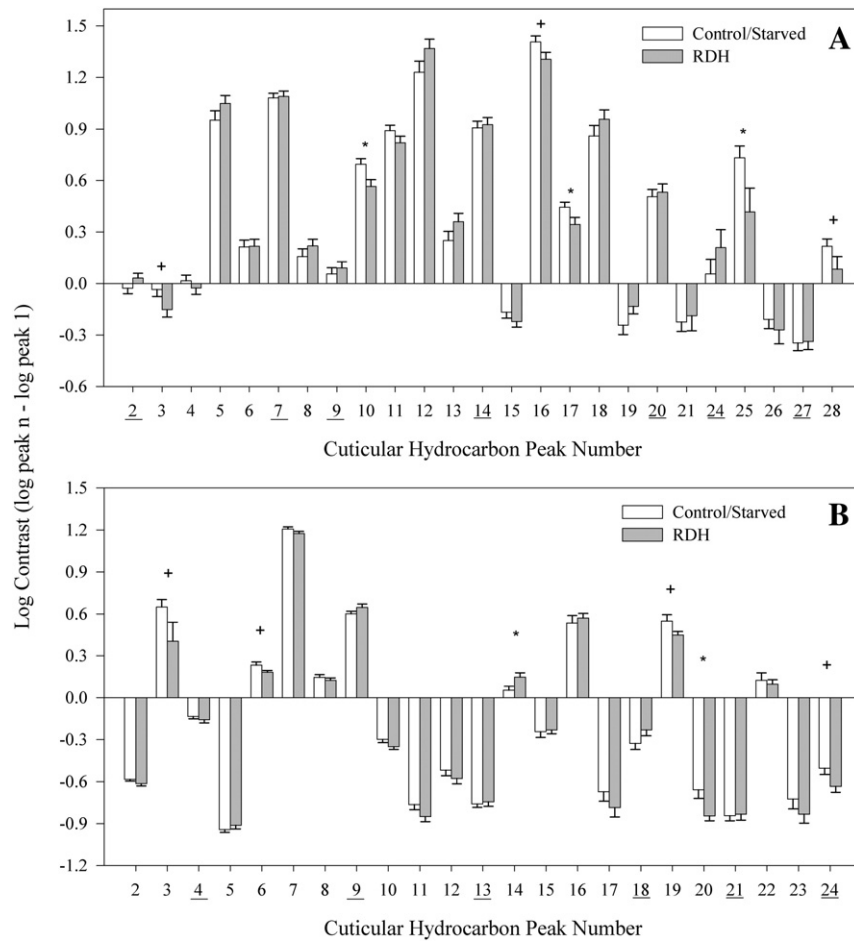 A
Control/Starved
RDH
1.5
1.2
0.9
0.6
0.3
0.0
-0.3
-0.6
+ * + * * +
2 3 4 5 6 7 8 9 10 11 12 13 14 15 16 17 18 19 20 21 24 25 26 27 28
Cuticular Hydrocarbon Peak Number
Log Contrast (log peak n - log peak 1)
B
Control/Starved
RDH
1.5
1.2
0.9
0.6
0.3
0.0
-0.3
-0.6
-0.9
-1.2
+ + * + * +
2 3 4 5 6 7 8 9 10 11 12 13 14 15 16 17 18 19 20 21 22 23 24
Cuticular Hydrocarbon Peak Number